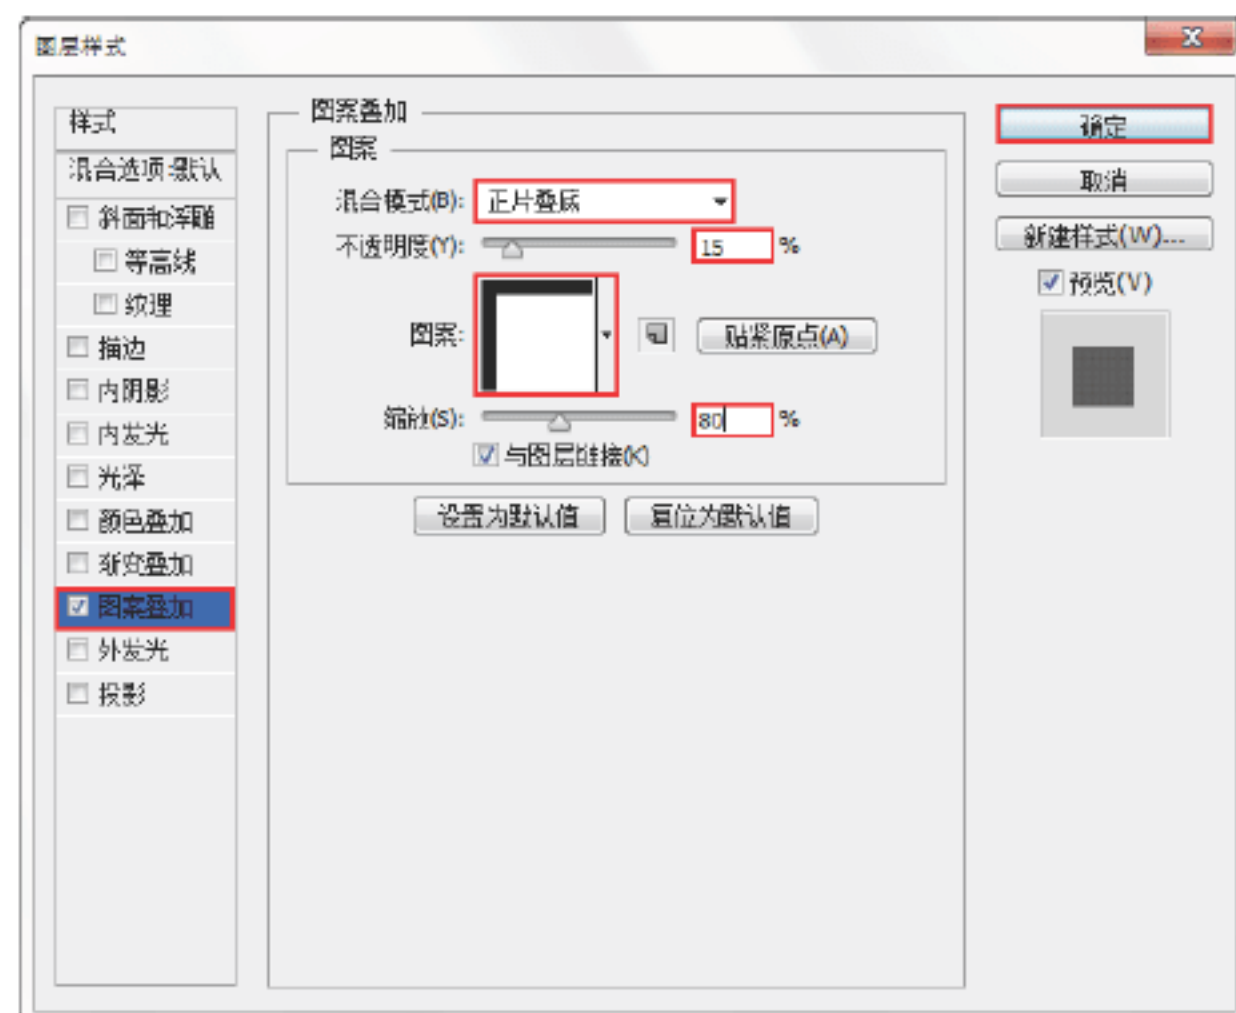 图层样式
样式
混合选项:默认
斜面和浮雕
等高线
纹理
描边
内阴影
内发光
光泽
颜色叠加
渐变叠加
图案叠加
外发光
投影
图案叠加
图案
混合模式(B): 正片叠底
不透明度(Y): 15 %
图案: 贴紧原点(A)
缩放(S): 80 %
与图层链接(K)
设置为默认值 复位为默认值
确定
取消
新建样式(W)...
预览(V)